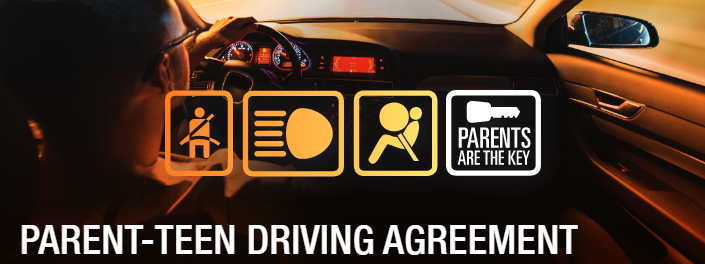 PARENTS
ARE THE KEY
PARENT-TEEN DRIVING AGREEMENT